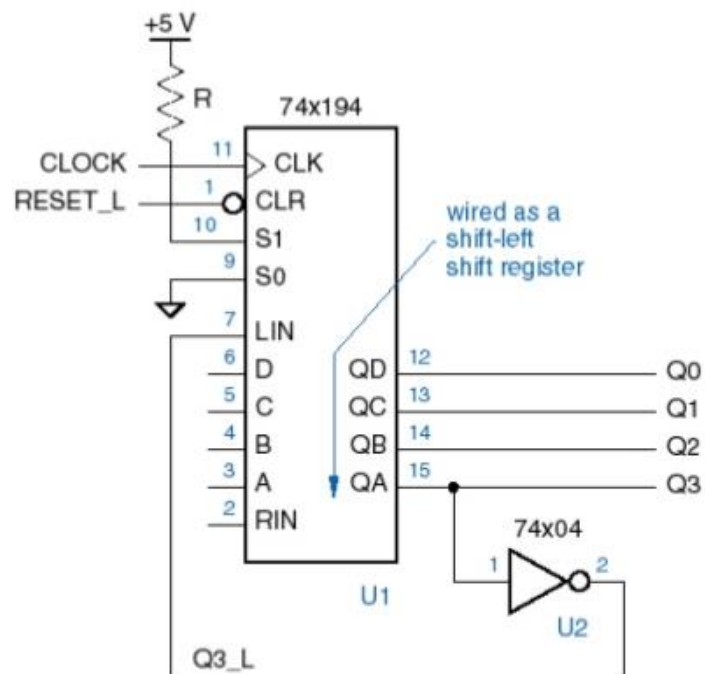 +5 V
R
74x194
CLOCK
11
CLK
RESET_L
1
CLR
10
S1
wired as a
shift-left
shift register
9
S0
7
LIN
6
D
QD
12
Q0
5
C
QC
13
Q1
4
B
QB
14
Q2
3
A
QA
15
Q3
2
RIN
74x04
1
2
U1
U2
Q3_L